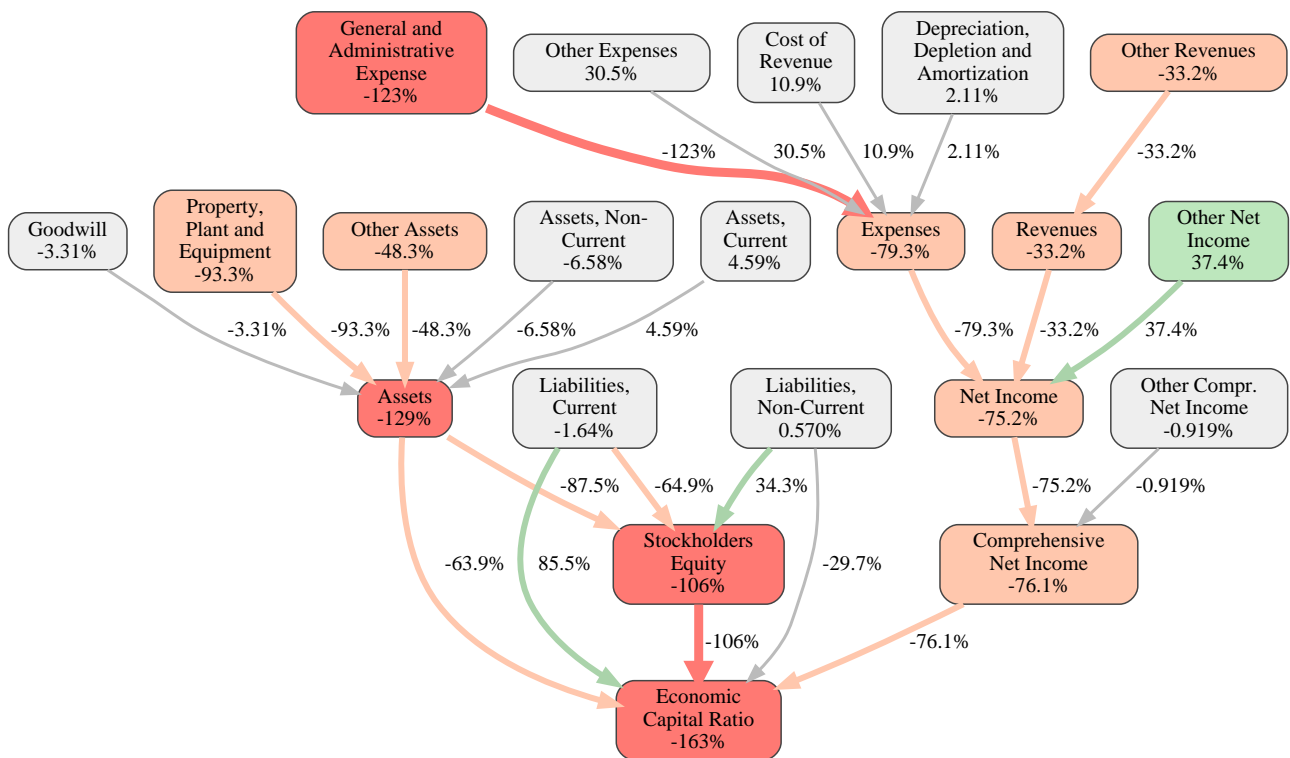 General and
Administrative
Expense
-123%
Other Expenses
30.5%
Cost of
Revenue
10.9%
Depreciation,
Depletion and
Amortization
2.11%
Other Revenues
-33.2%
-123%
30.5%
10.9%
2.11%
-33.2%
Goodwill
-3.31%
Property,
Plant and
Equipment
-93.3%
Other Assets
-48.3%
Assets, Non-
Current
-6.58%
Assets,
Current
4.59%
Expenses
-79.3%
Revenues
-33.2%
Other Net
Income
37.4%
-3.31%
-93.3%
-48.3%
-6.58%
4.59%
-79.3%
-33.2%
37.4%
Assets
-129%
Liabilities,
Current
-1.64%
Liabilities,
Non-Current
0.570%
Net Income
-75.2%
Other Compr.
Net Income
-0.919%
-87.5%
-64.9%
34.3%
-75.2%
-0.919%
Stockholders
Equity
-106%
Comprehensive
Net Income
-76.1%
-63.9%
85.5%
-29.7%
-106%
-76.1%
Economic
Capital Ratio
-163%